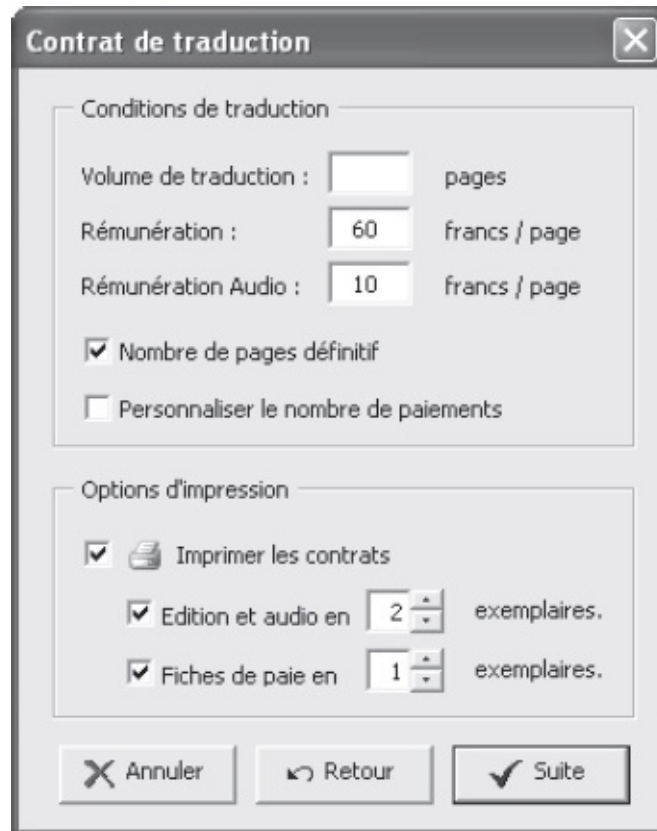 Contrat de traduction
Conditions de traduction
Volume de traduction : pages
Rémunération : 60 francs / page
Rémunération Audio : 10 francs / page
Nombre de pages définitif
Personnaliser le nombre de paiements
Options d'impression
Imprimer les contrats
Edition et audio en 2 exemplaires.
Fiches de paie en 1 exemplaires.
Annuler Retour Suite